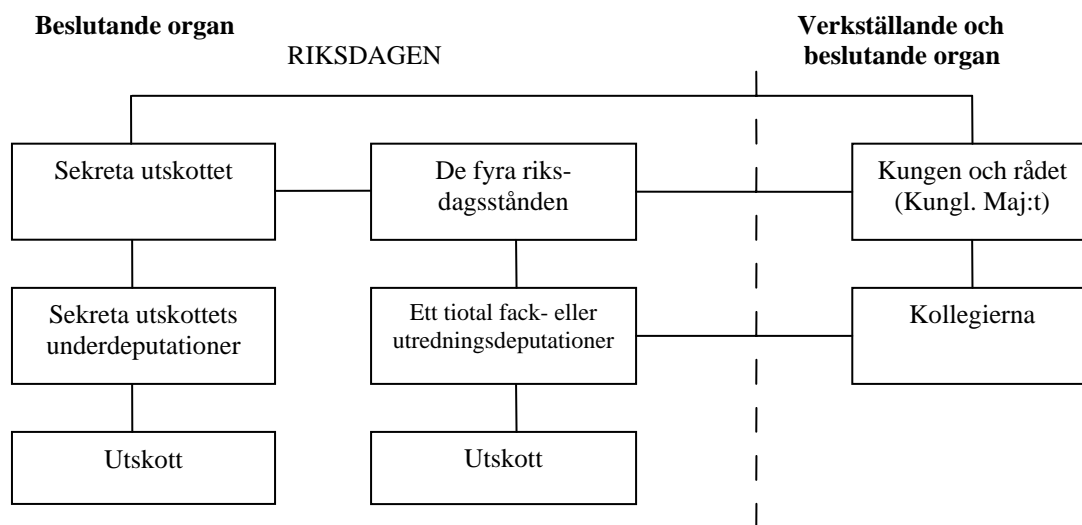 Beslutande organ
RIKSDAGEN
Verkställande och
beslutande organ
Sekreta utskottet
De fyra riks-
dagsstånden
Kungen och rådet
(Kungl. Maj:t)
Sekreta utskottets
underdeputationer
Ett tiotal fack- eller
utredningsdeputationer
Kollegierna
Utskott
Utskott